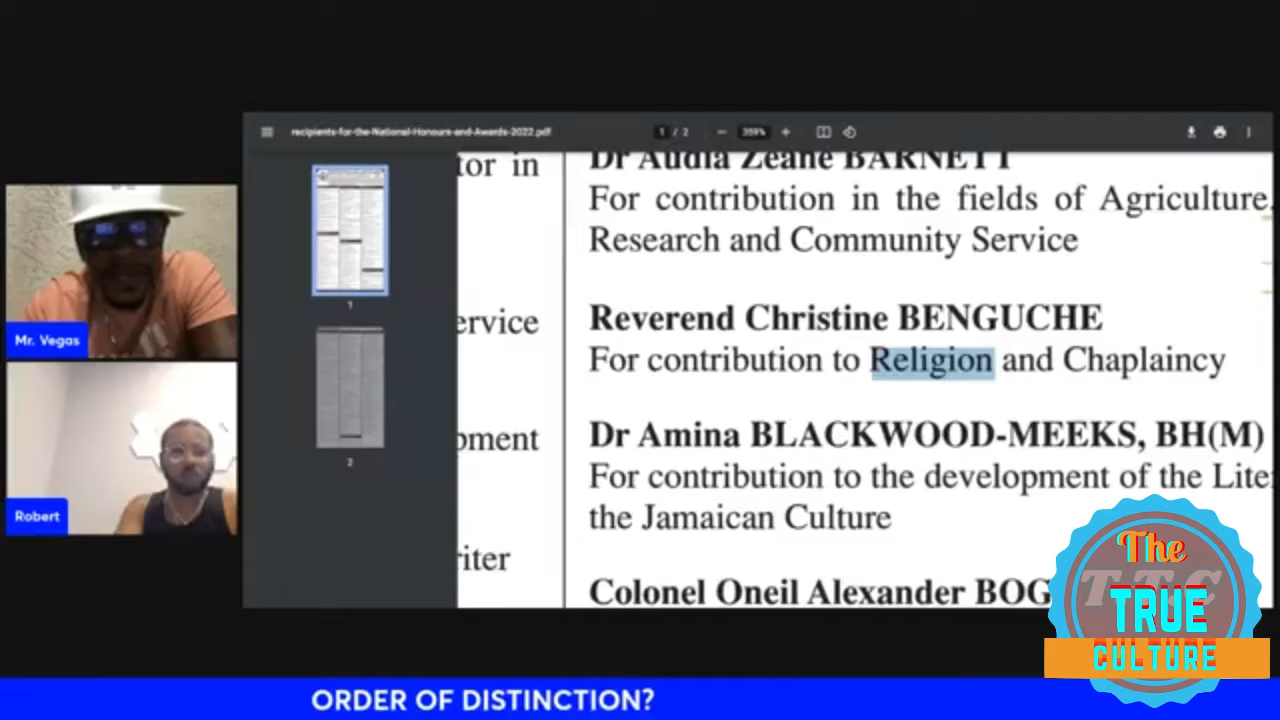 recipients-for-the-National-Honours-and-Awards-2022.pdf
1 / 2
359%
Mr. Vegas
Robert
1
2
tor in
ervice
pment
riter
Dr Audia Zeane BARNETT
For contribution in the fields of Agriculture,
Research and Community Service
Reverend Christine BENGUCHE
For contribution to Religion and Chaplaincy
Dr Amina BLACKWOOD-MEEKS, BH(M)
For contribution to the development of the Lite
the Jamaican Culture
Colonel Oneil Alexander BOG
The
T.T.C
TRUE
CULTURE
ORDER OF DISTINCTION?